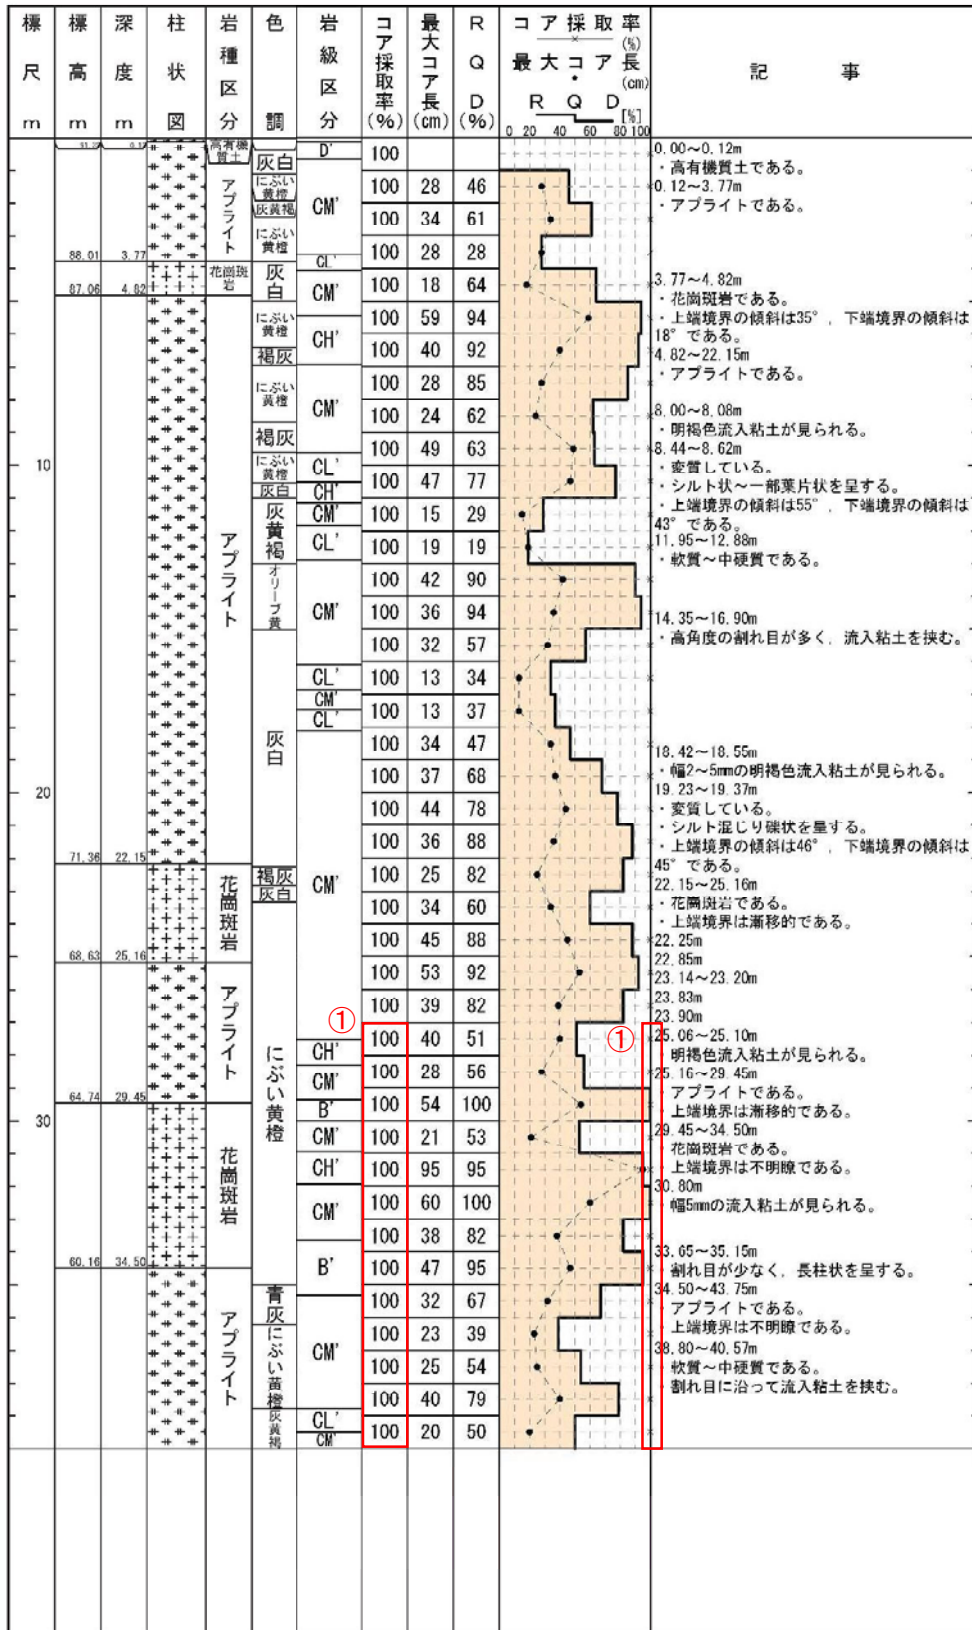 標尺 m
標高 m
深度 m
柱状図
岩種区分
色調
岩級区分
コア採取率(%)
最大コア長(cm)
RQD(%)
コア採取率(%)
最大コア長(cm)
RQD[%]
0 20 40 60 80 100
記事
高有機質土
アプライト
88.01 3.77
花崗斑岩
87.06 4.82
アプライト
71.36 22.15
花崗斑岩
68.63 25.16
アプライト
64.74 29.45
花崗斑岩
60.16 34.50
アプライト
10
20
30
灰白
にぶい黄橙
灰黄褐
にぶい黄橙
灰白
にぶい黄橙
褐灰
にぶい黄橙
褐灰
にぶい黄橙
灰白
灰黄褐
オリーブ黄
灰白
褐灰
灰白
にぶい黄橙
青灰
にぶい黄橙
灰黄褐
D'
CM'
CL'
CM'
CH'
CM'
CL'
CH'
CM'
CL'
CM'
CL'
CM'
CL'
CM'
CH'
CM'
B'
CM'
CH'
CM'
B'
CM'
CL'
CM'
100
100 28 46
100 34 61
100 28 28
100 18 64
100 59 94
100 40 92
100 28 85
100 24 62
100 49 63
100 47 77
100 15 29
100 19 19
100 42 90
100 36 94
100 32 57
100 13 34
100 13 37
100 34 47
100 37 68
100 44 78
100 36 88
100 25 82
100 34 60
100 45 88
100 53 92
100 39 82
① ①
100 40 51
100 28 56
100 54 100
100 21 53
100 95 95
100 60 100
100 38 82
100 47 95
100 32 67
100 23 39
100 25 54
100 40 79
100 20 50
0.00～0.12m
・高有機質土である。
0.12～3.77m
・アプライトである。
3.77～4.82m
・花崗斑岩である。
・上端境界の傾斜は35°，下端境界の傾斜は
18°である。
4.82～22.15m
・アプライトである。
8.00～8.08m
・明褐色流入粘土が見られる。
8.44～8.62m
・変質している。
・シルト状～一部葉片状を呈する。
・上端境界の傾斜は55°，下端境界の傾斜は
43°である。
11.95～12.88m
・軟質～中硬質である。
14.35～16.90m
・高角度の割れ目が多く，流入粘土を挟む。
18.42～18.55m
・幅2～5mmの明褐色流入粘土が見られる。
19.23～19.37m
・変質している。
・シルト混じり礫状を呈する。
・上端境界の傾斜は46°，下端境界の傾斜は
45°である。
22.15～25.16m
・花崗斑岩である。
・上端境界は漸移的である。
22.25m
22.85m
23.14～23.20m
23.83m
23.90m
25.06～25.10m
明褐色流入粘土が見られる。
25.16～29.45m
アプライトである。
上端境界は漸移的である。
29.45～34.50m
花崗斑岩である。
上端境界は不明瞭である。
30.80m
幅5mmの流入粘土が見られる。
33.65～35.15m
割れ目が少なく，長柱状を呈する。
34.50～43.75m
アプライトである。
上端境界は不明瞭である。
38.80～40.57m
軟質～中硬質である。
割れ目に沿って流入粘土を挟む。